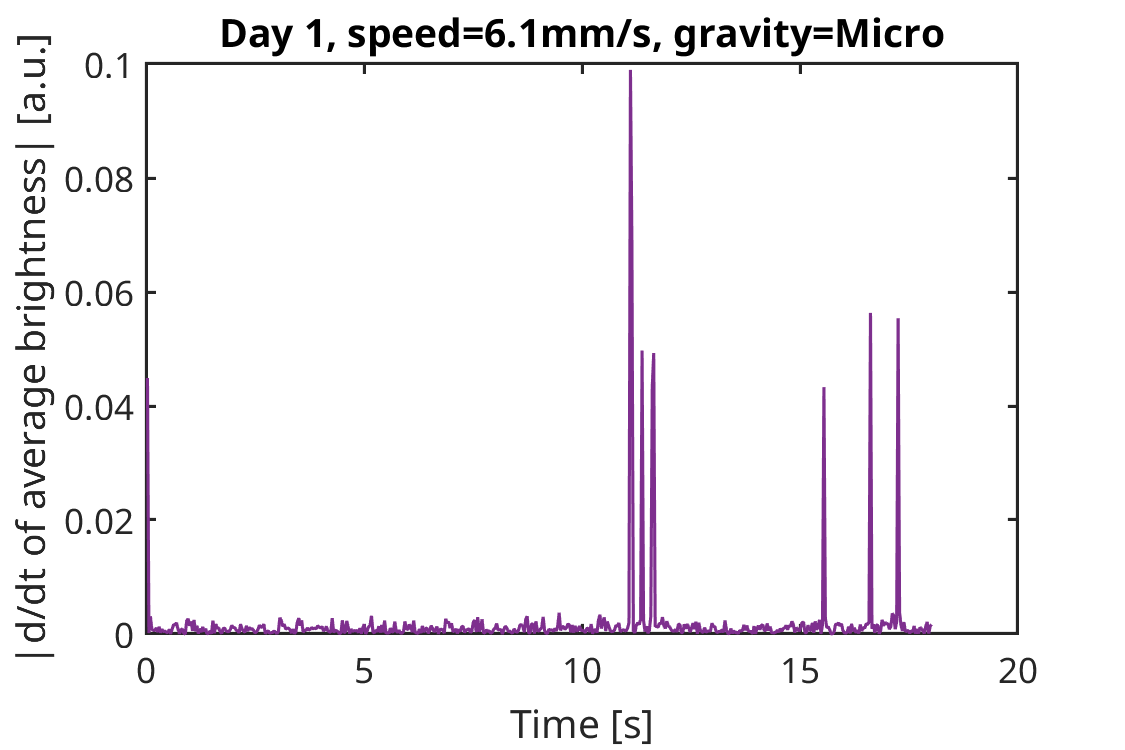 Day 1, speed=6.1mm/s, gravity=Micro
|d/dt of average brightness| [a.u.]
0.1
0.08
0.06
0.04
0.02
0
0 5 10 15 20
Time [s]